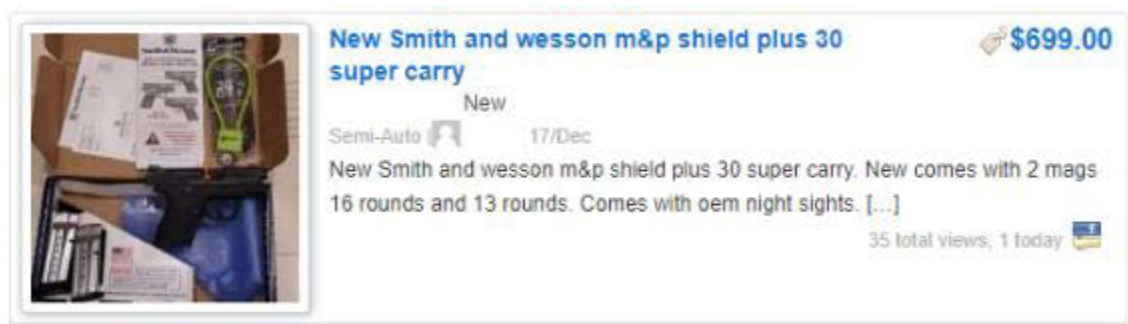 New Smith and wesson m&p shield plus 30
super carry
$699.00
New
Semi-Auto
17/Dec
New Smith and wesson m&p shield plus 30 super carry. New comes with 2 mags
16 rounds and 13 rounds. Comes with oem night sights. [...]
35 total views, 1 today